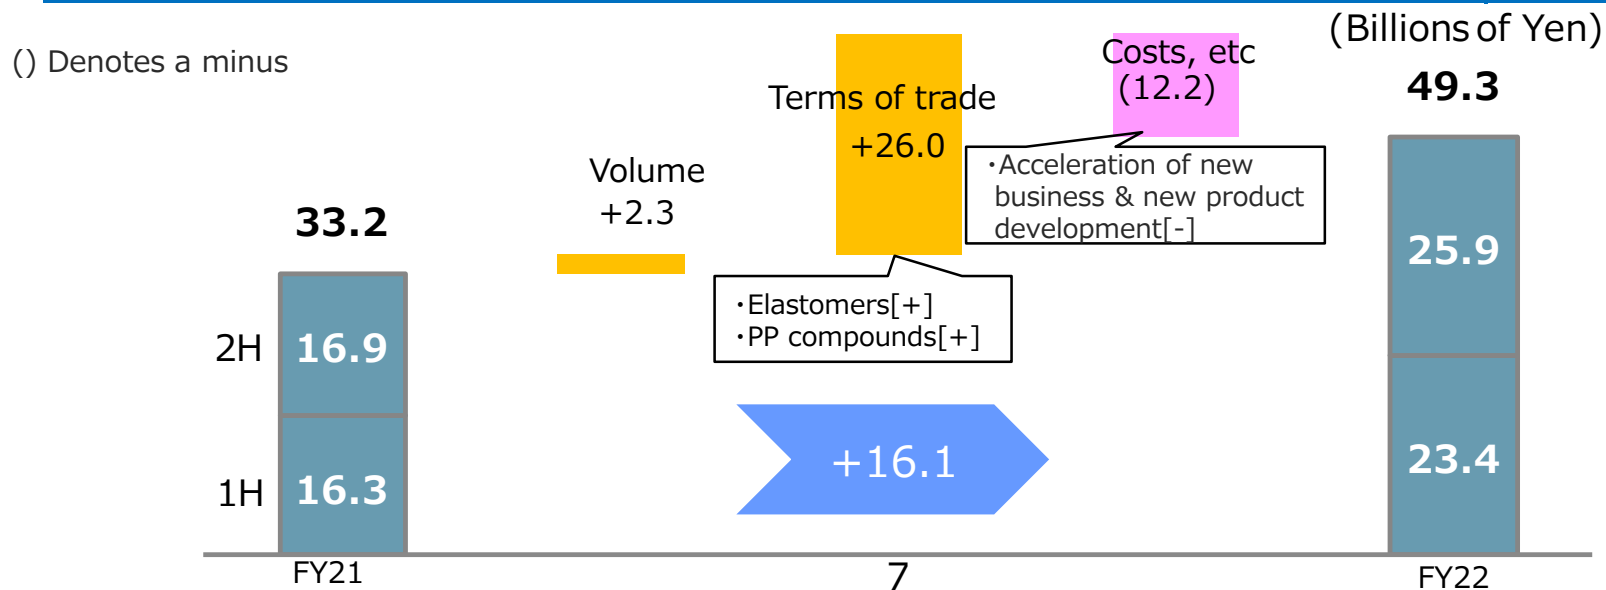 (Billions of Yen)
() Denotes a minus
Costs, etc
(12.2)
49.3
Terms of trade
+26.0
・Acceleration of new
business & new product
development[-]
Volume
+2.3
33.2
25.9
・Elastomers[+]
・PP compounds[+]
2H
16.9
+16.1
23.4
1H
16.3
FY21
7
FY22